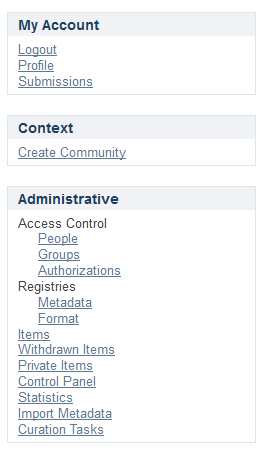 My Account
Logout
Profile
Submissions
Context
Create Community
Administrative
Access Control
People
Groups
Authorizations
Registries
Metadata
Format
Items
Withdrawn Items
Private Items
Control Panel
Statistics
Import Metadata
Curation Tasks